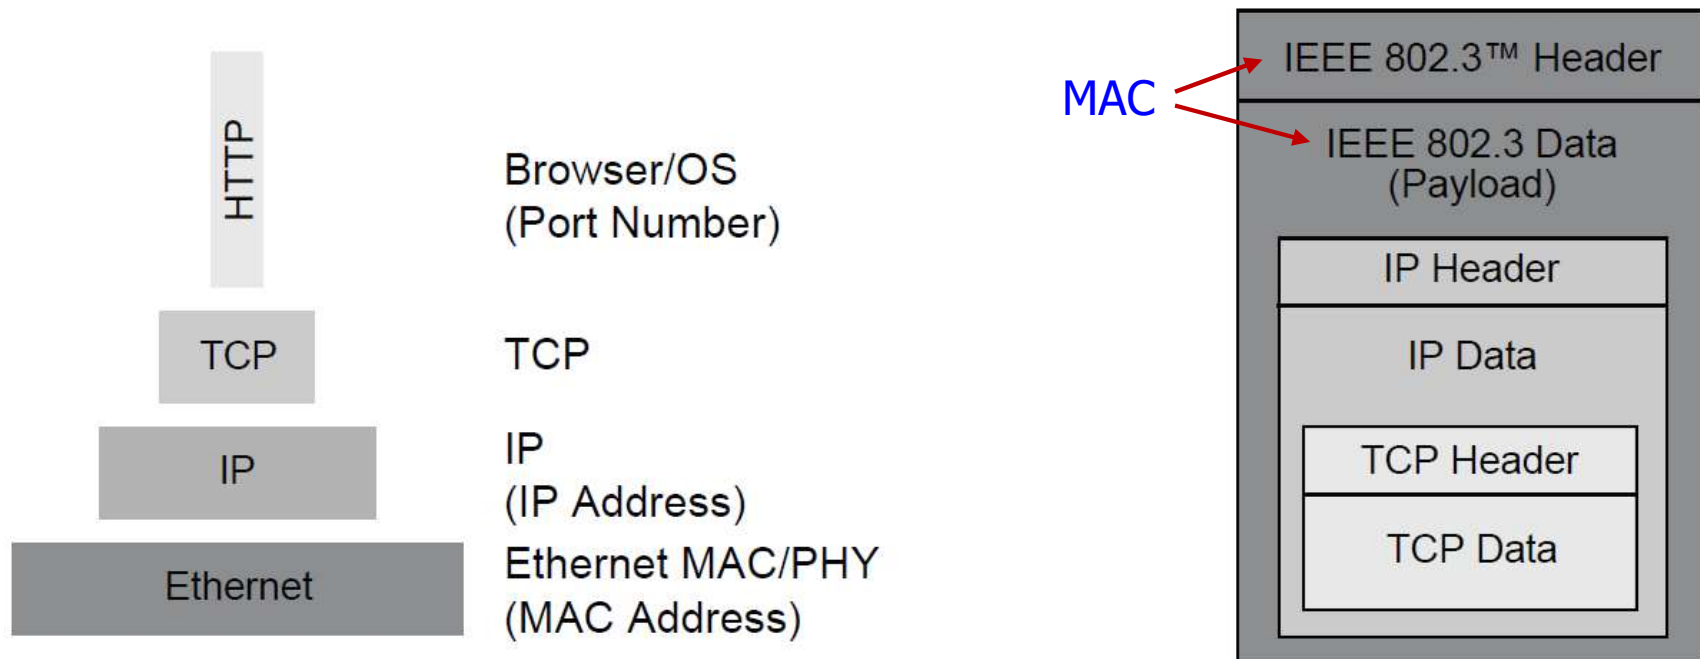 HTTP
Browser/OS
(Port Number)
TCP
TCP
IP
IP
(IP Address)
Ethernet
Ethernet MAC/PHY
(MAC Address)
MAC
IEEE 802.3™ Header
IEEE 802.3 Data
(Payload)
IP Header
IP Data
TCP Header
TCP Data